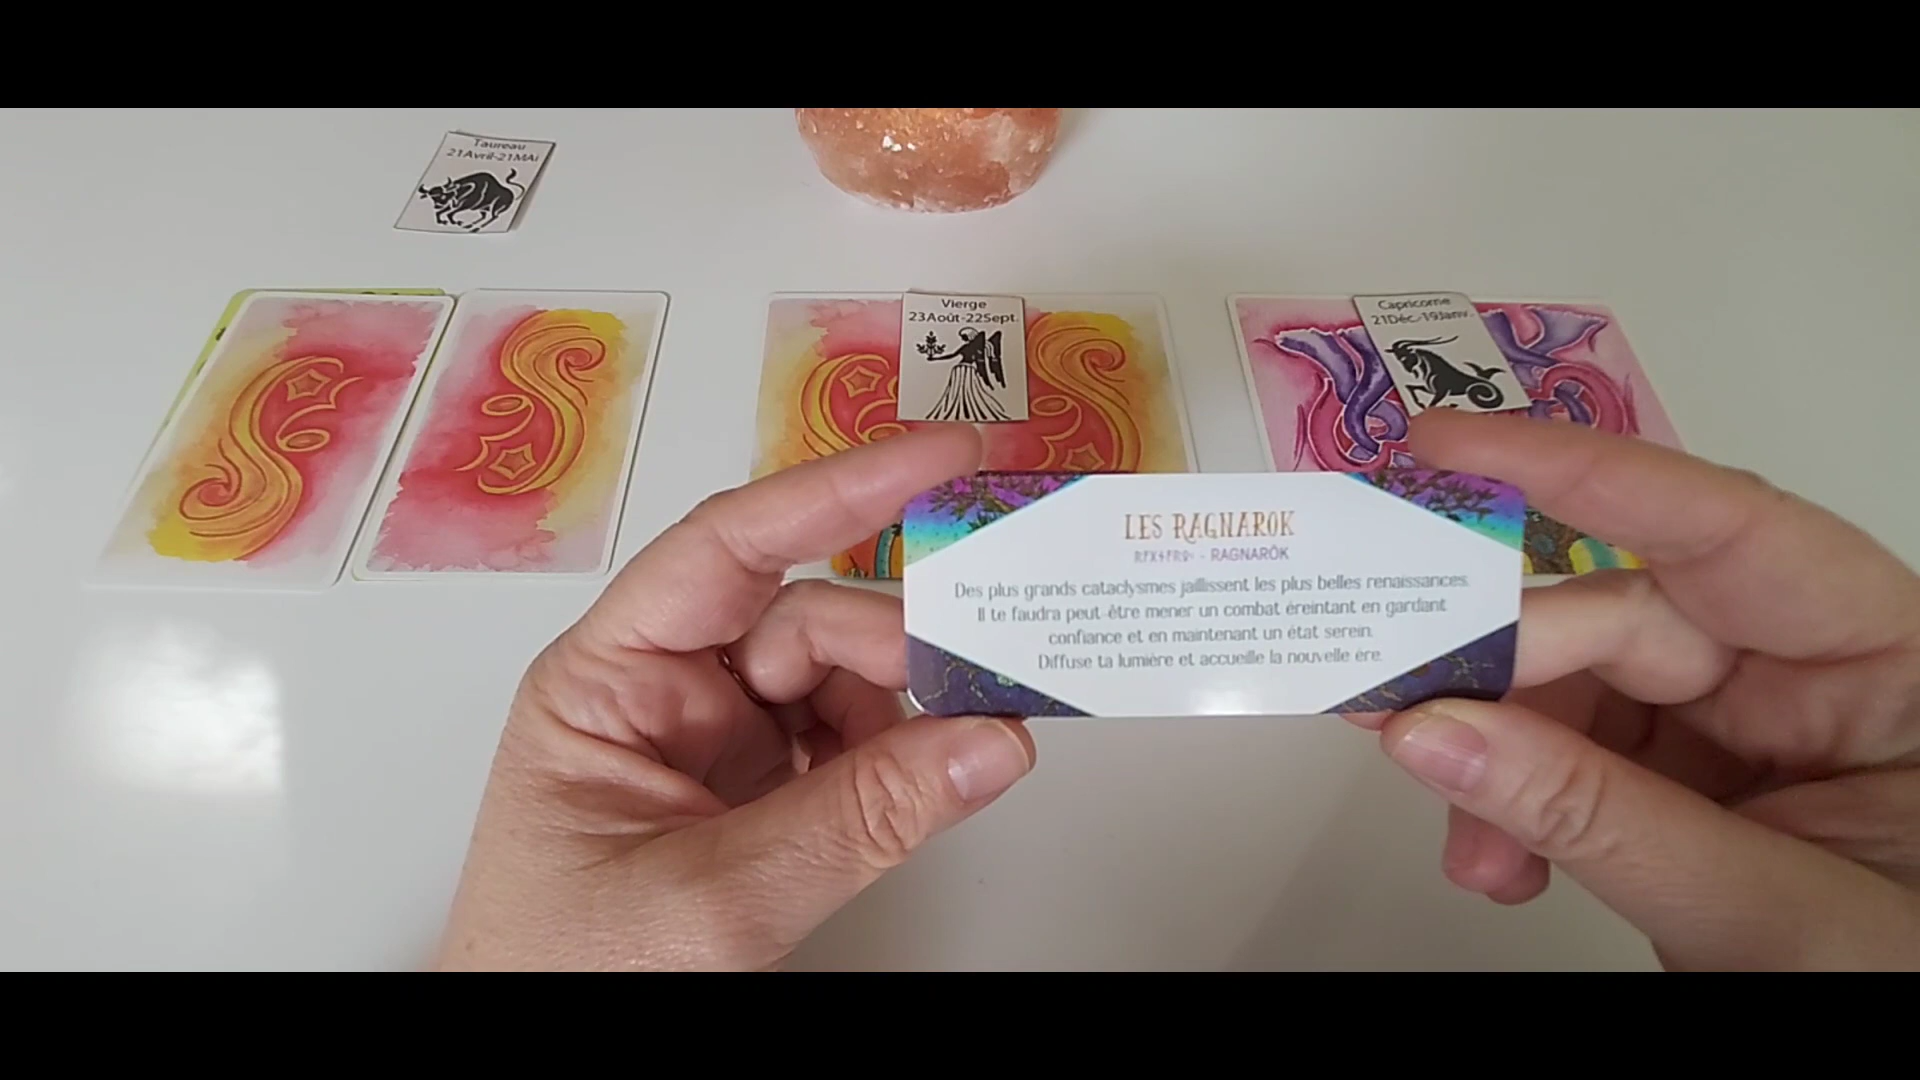 Taureau
21Avril-21MAi
Vierge
23Août-22Sept.
Capricorne
21Déc.-19Janv.
LES RAGNAROK
- RAGNARÖK
Des plus grands cataclysmes jaillissent les plus belles renaissances.
Il te faudra peut-être mener un combat éreintant en gardant
confiance et en maintenant un état serein.
Diffuse ta lumière et accueille la nouvelle ère.